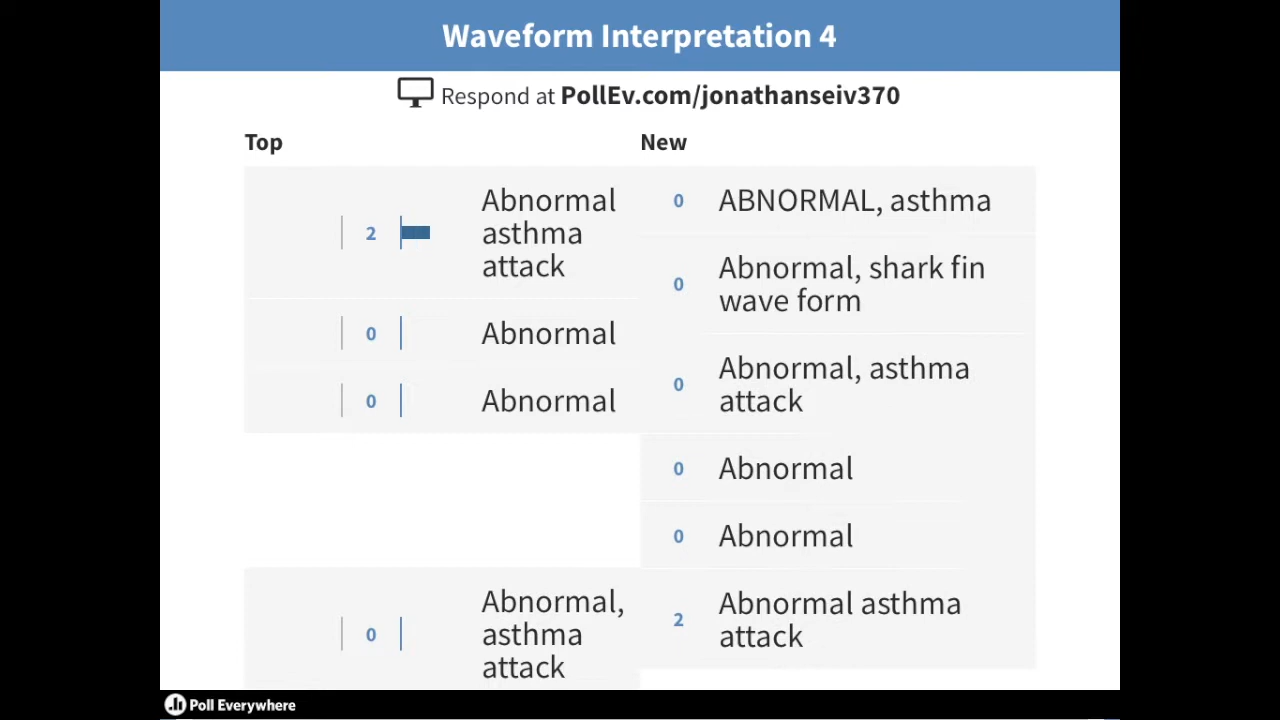 Waveform Interpretation 4
Respond at PollEv.com/jonathanseiv370
Top
2
Abnormal
asthma
attack
0
Abnormal
0
Abnormal
0
Abnormal,
asthma
attack
New
0
ABNORMAL, asthma
0
Abnormal, shark fin
wave form
0
Abnormal, asthma
attack
0
Abnormal
0
Abnormal
2
Abnormal asthma
attack
Poll Everywhere